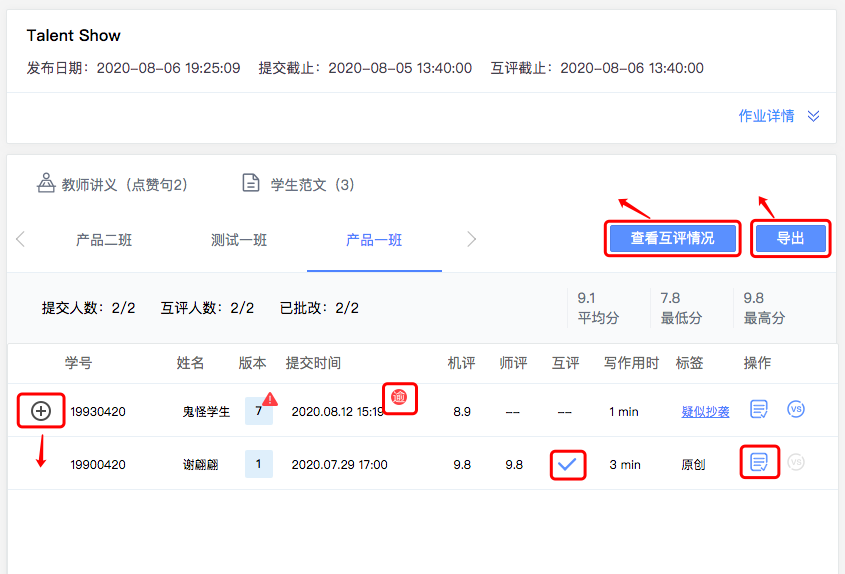 Talent Show
发布日期：2020-08-06 19:25:09 提交截止：2020-08-05 13:40:00 互评截止：2020-08-06 13:40:00
作业详情
教师讲义（点赞句2） 学生范文（3）
产品二班 测试一班 产品一班 查看互评情况 导出
提交人数：2/2 互评人数：2/2 已批改：2/2
9.1 7.8 9.8
平均分 最低分 最高分
学号 姓名 版本 提交时间 机评 师评 互评 写作用时 标签 操作
19930420 鬼怪学生 7 2020.08.12 15:19 逾 8.9 -- -- 1 min 疑似抄袭 VS
19900420 谢翩翩 1 2020.07.29 17:00 9.8 9.8 3 min 原创 VS